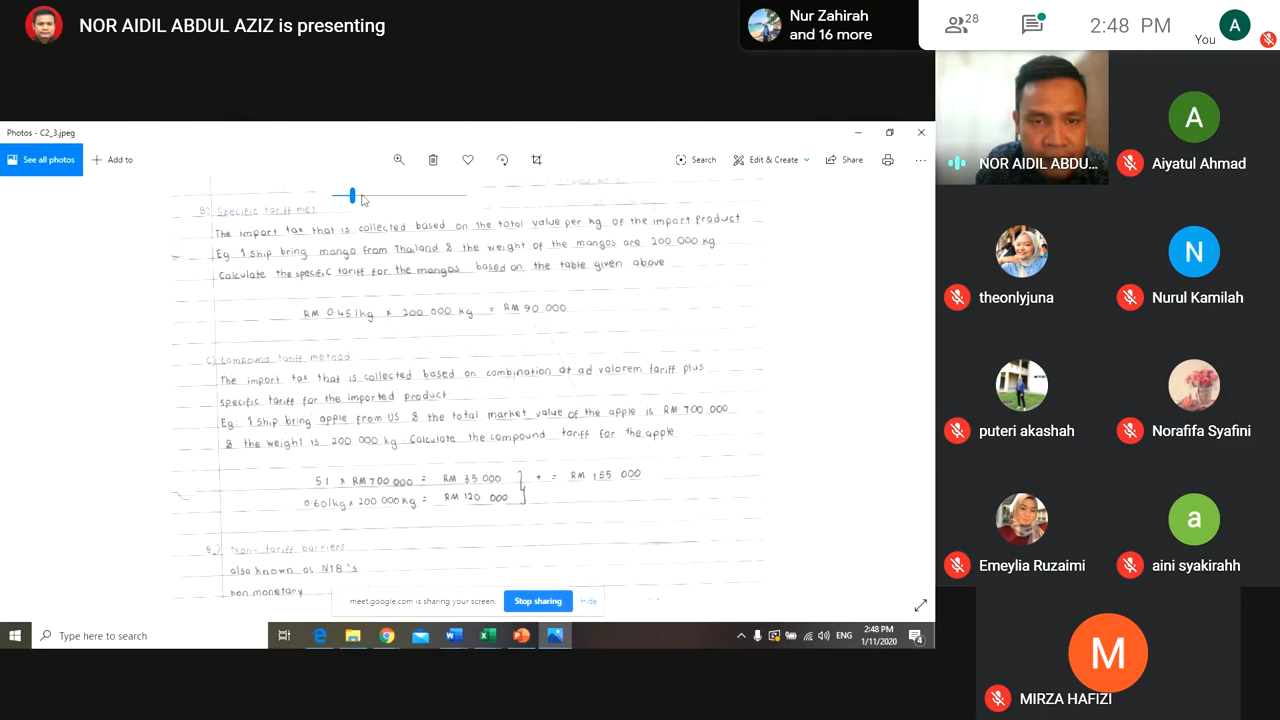 NOR AIDIL ABDUL AZIZ is presenting
Nur Zahirah
and 16 more
28
2:48 PM
You
A
Photos - C2_3.jpeg
See all photos
Add to
Search
Edit & Create
Share
B) Specific tariff met
The import tax that is collected based on the total value per kg of the import product
Eg 1 ship bring mango from Thailand & the weight of the mangos are 200 000 kg
Calculate the specific tariff for the mangos based on the table given above
RM 0.45/kg x 200 000 kg = RM 90 000
C) Compound tariff method
The import tax that is collected based on combination at ad valorem tariff plus
specific tariff for the imported product
Eg. 1 ship bring apple from US & the total market value of the apple is RM 700 000
& the weight is 200 000 kg. Calculate the compound tariff for the apple
x RM 700 000 = RM 35 000
0.60/kg x 200 000 kg = RM 120 000
+ = RM 155 000
Non-tariff barriers
also known as NTB's
non monetary
meet.google.com is sharing your screen.
Stop sharing
Hide
Type here to search
ENG
2:48 PM
1/11/2020
4
NOR AIDIL ABDU...
A
Aiyatul Ahmad
theonlyjuna
N
Nurul Kamilah
puteri akashah
Norafifa Syafini
Emeylia Ruzaimi
a
aini syakirahh
M
MIRZA HAFIZI